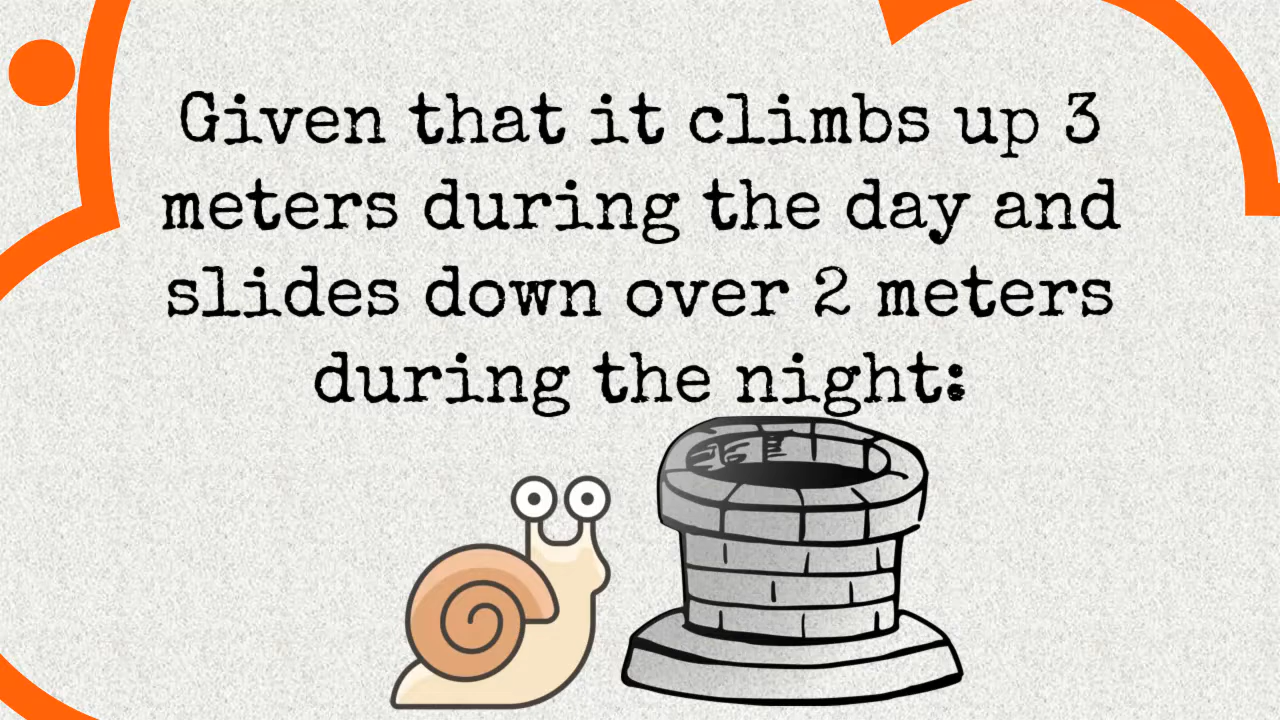 Given that it climbs up 3
meters during the day and
slides down over 2 meters
during the night: